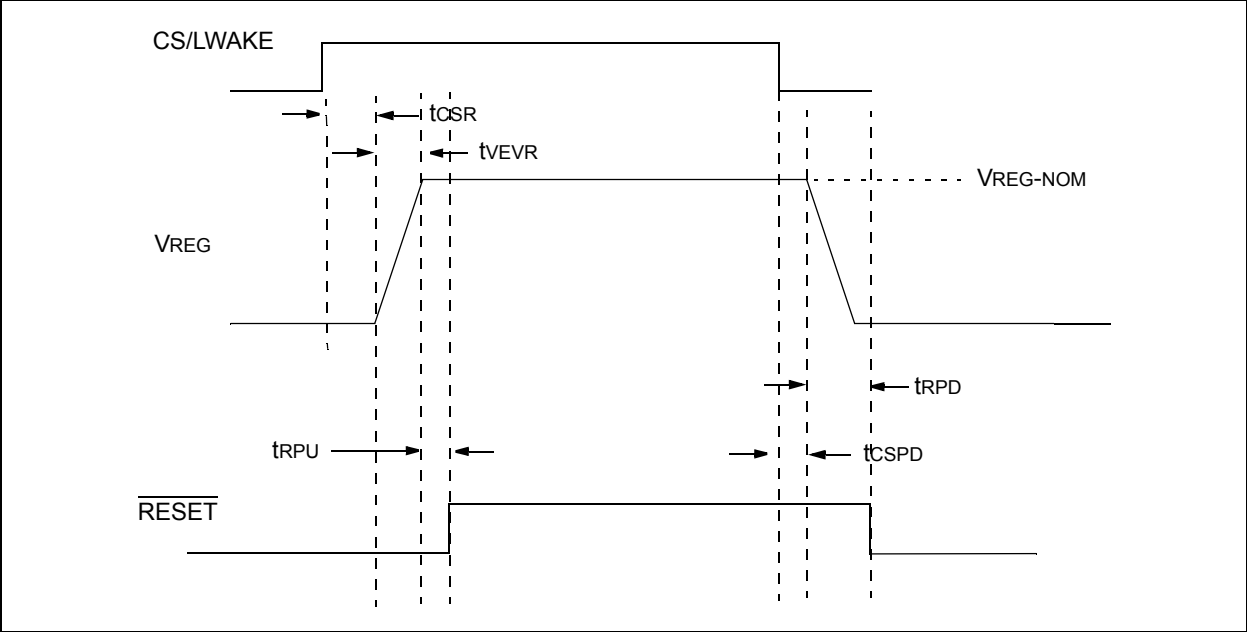 CS/LWAKE
tCSR
tVEVR
VREG-NOM
VREG
tRPD
tRPU
tCSPD
RESET